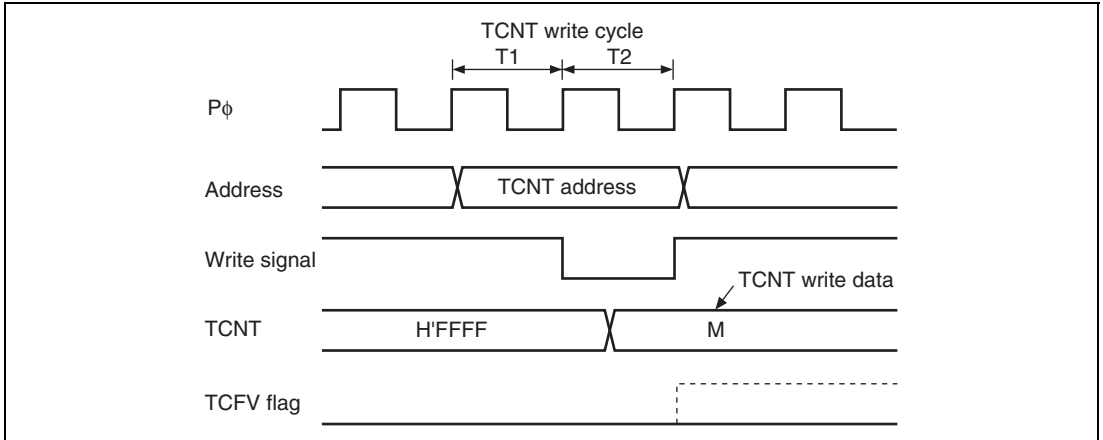 TCNT write cycle
T1 T2
Pϕ
Address TCNT address
Write signal
TCNT write data
TCNT H'FFFF M
TCFV flag